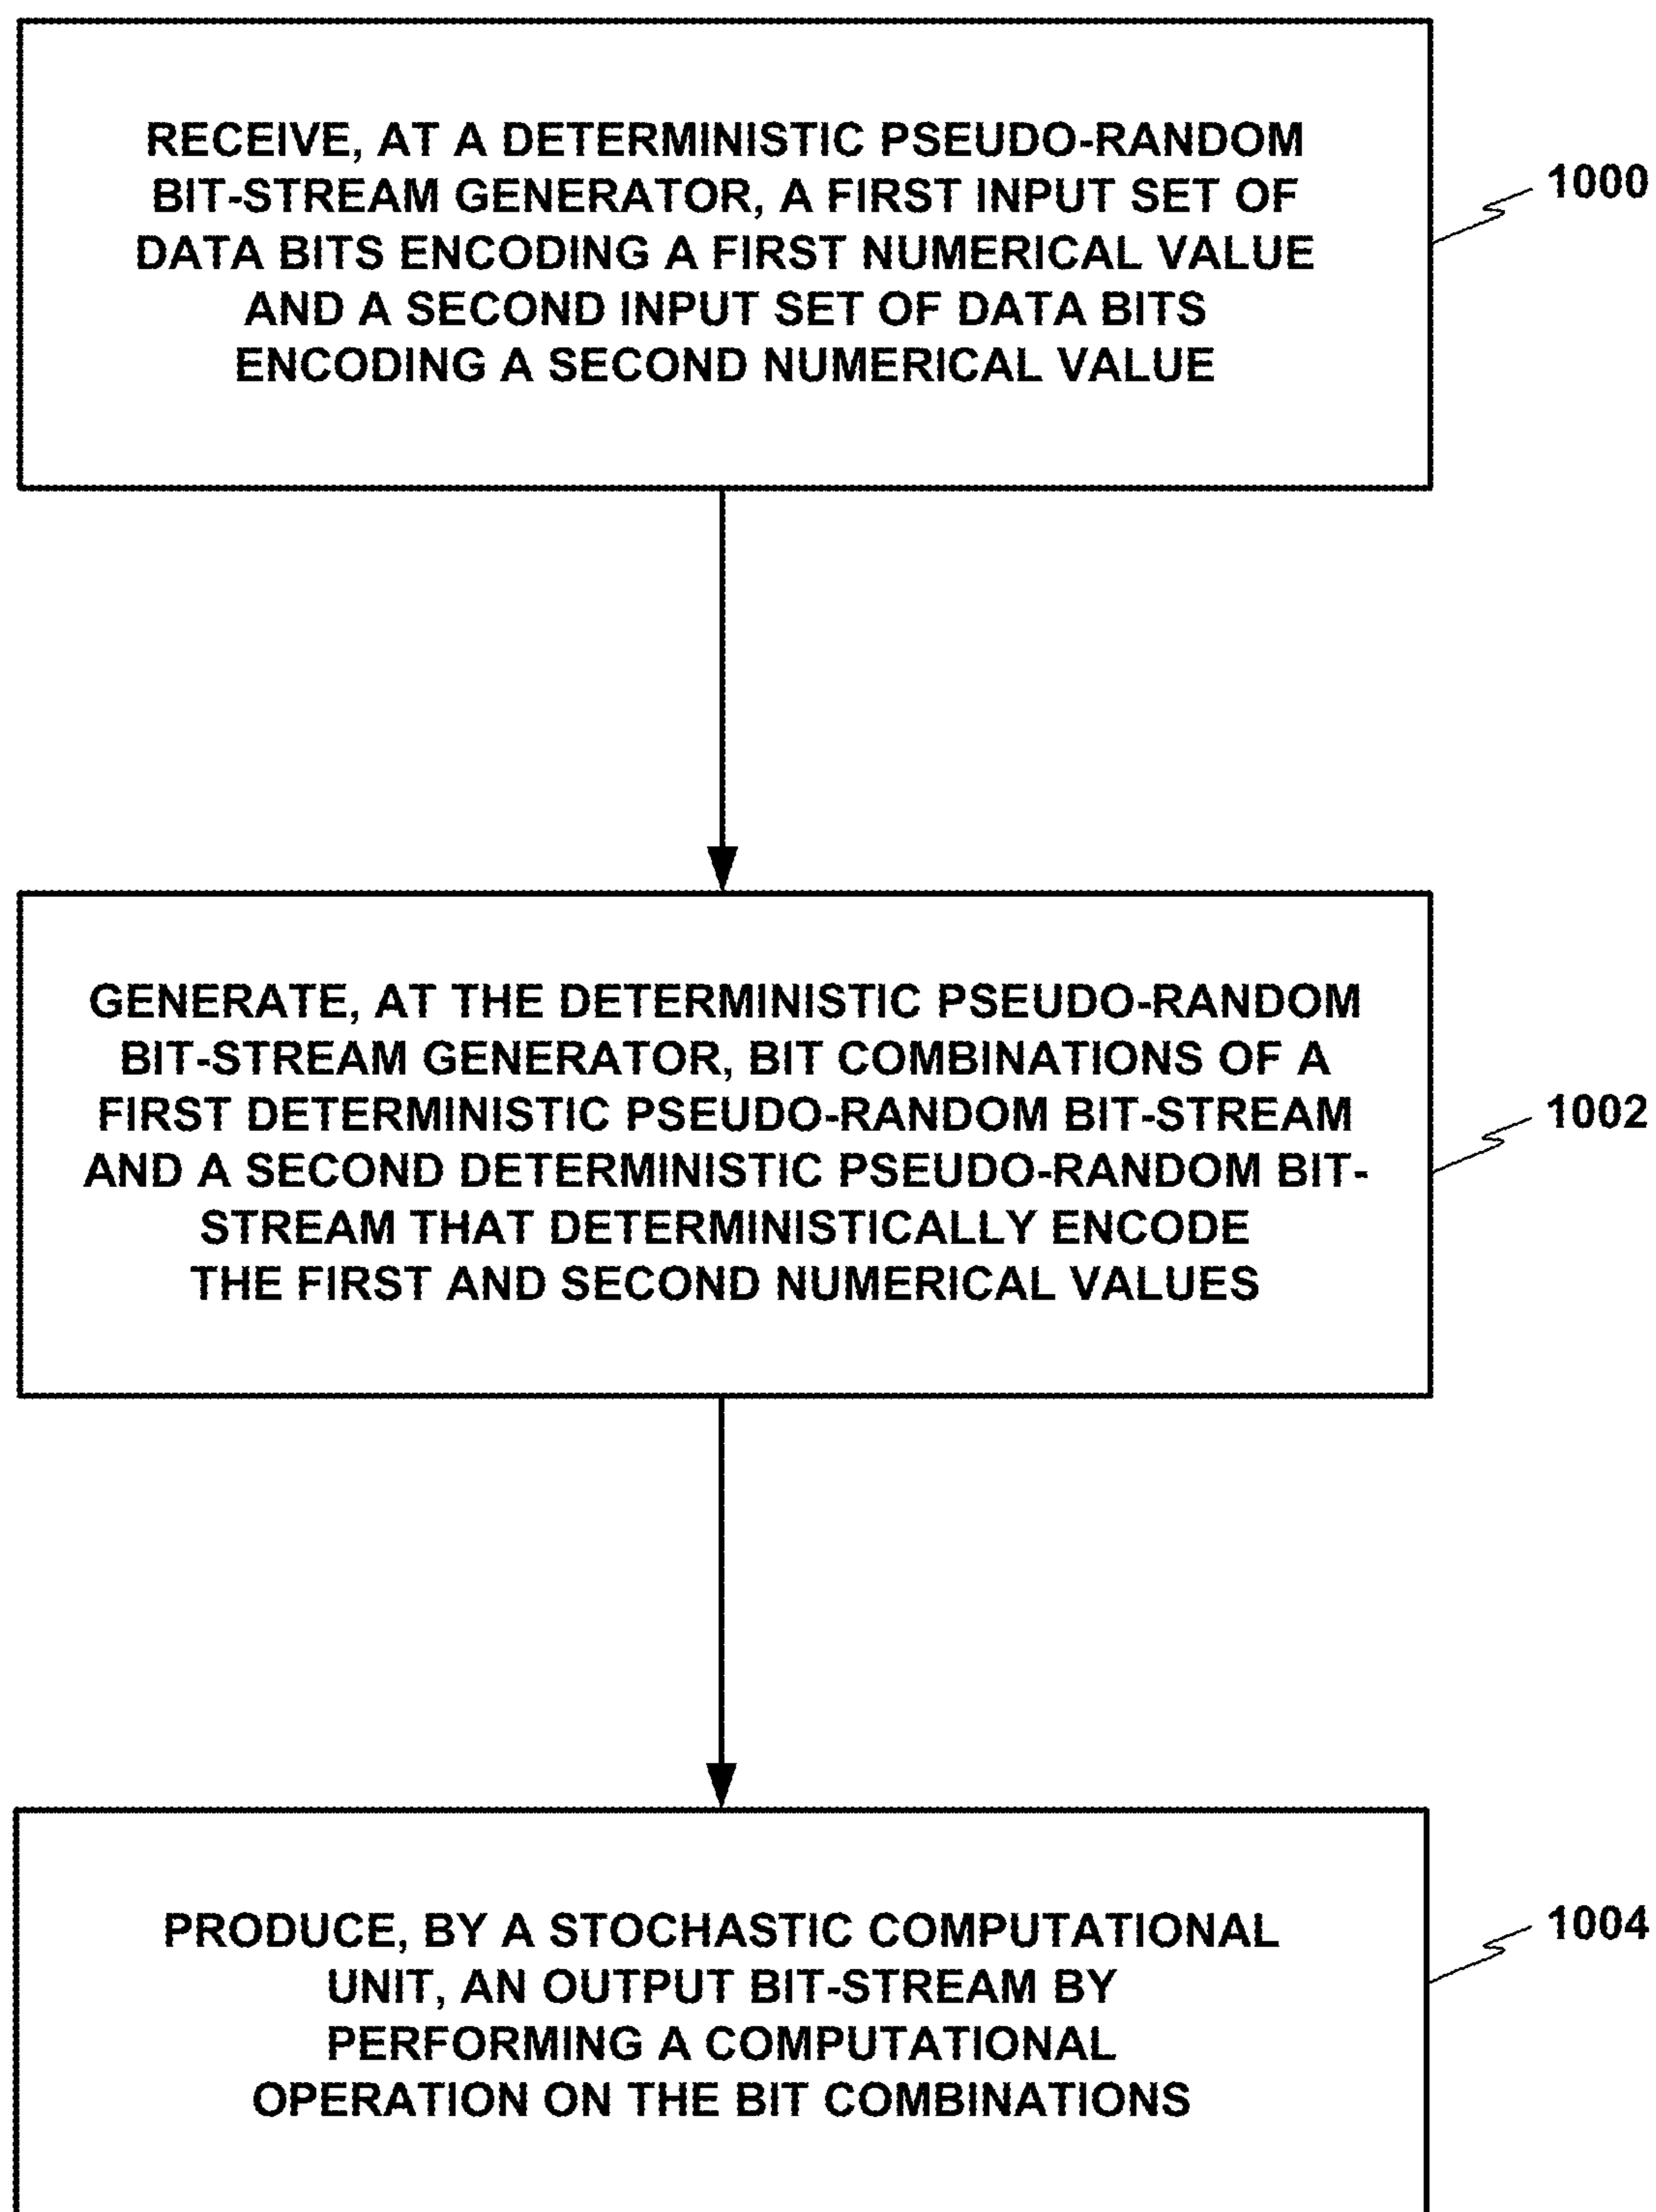 RECEIVE, AT A DETERMINISTIC PSEUDO-RANDOM
BIT-STREAM GENERATOR, A FIRST INPUT SET OF
DATA BITS ENCODING A FIRST NUMERICAL VALUE
AND A SECOND INPUT SET OF DATA BITS
ENCODING A SECOND NUMERICAL VALUE
1000
GENERATE, AT THE DETERMINISTIC PSEUDO-RANDOM
BIT-STREAM GENERATOR, BIT COMBINATIONS OF A
FIRST DETERMINISTIC PSEUDO-RANDOM BIT-STREAM
AND A SECOND DETERMINISTIC PSEUDO-RANDOM BIT-
STREAM THAT DETERMINISTICALLY ENCODE
THE FIRST AND SECOND NUMERICAL VALUES
1002
PRODUCE, BY A STOCHASTIC COMPUTATIONAL
UNIT, AN OUTPUT BIT-STREAM BY
PERFORMING A COMPUTATIONAL
OPERATION ON THE BIT COMBINATIONS
1004